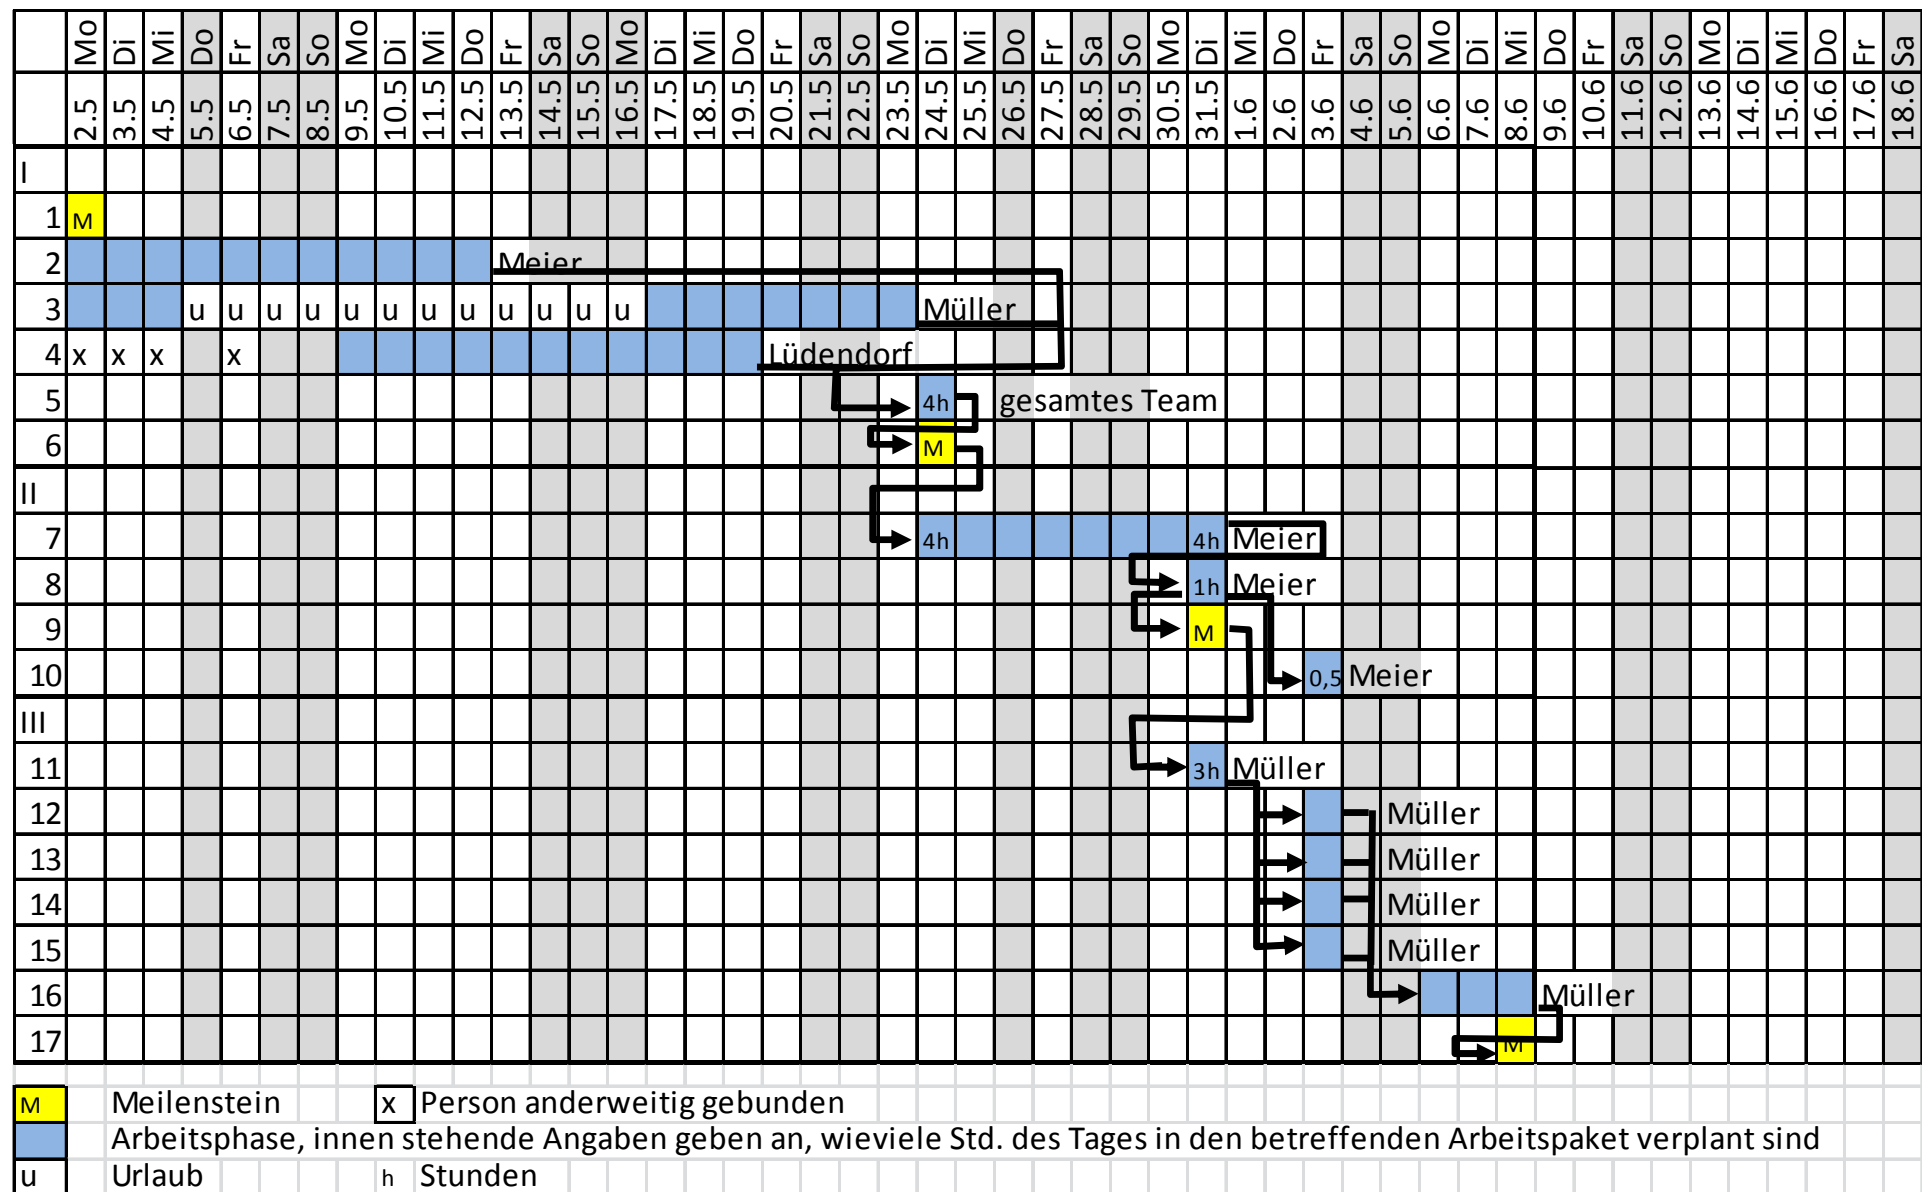 Mo Di Mi Do Fr Sa So Mo Di Mi Do Fr Sa So Mo Di Mi Do Fr Sa So Mo Di Mi Do Fr Sa So Mo Di Mi Do Fr Sa So Mo Di Mi Do Fr Sa So Mo Di Mi Do Fr Sa
2.5 3.5 4.5 5.5 6.5 7.5 8.5 9.5 10.5 11.5 12.5 13.5 14.5 15.5 16.5 17.5 18.5 19.5 20.5 21.5 22.5 23.5 24.5 25.5 26.5 27.5 28.5 29.5 30.5 31.5 1.6 2.6 3.6 4.6 5.6 6.6 7.6 8.6 9.6 10.6 11.6 12.6 13.6 14.6 15.6 16.6 17.6 18.6
I
1 M
2 Meier
3 u u u u u u u u u u u u Müller
4 x x x x Lüdendorf
5 4h gesamtes Team
6 M
II
7 4h 4h Meier
8 1h Meier
9 M
10 0,5 Meier
III
11 3h Müller
12 Müller
13 Müller
14 Müller
15 Müller
16 Müller
17 M
M Meilenstein x Person anderweitig gebunden
Arbeitsphase, innen stehende Angaben geben an, wieviele Std. des Tages in den betreffenden Arbeitspaket verplant sind
u Urlaub h Stunden